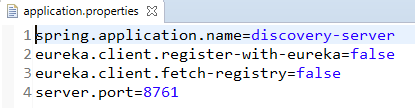 application.properties
1 spring.application.name=discovery-server
2 eureka.client.register-with-eureka=false
3 eureka.client.fetch-registry=false
4 server.port=8761